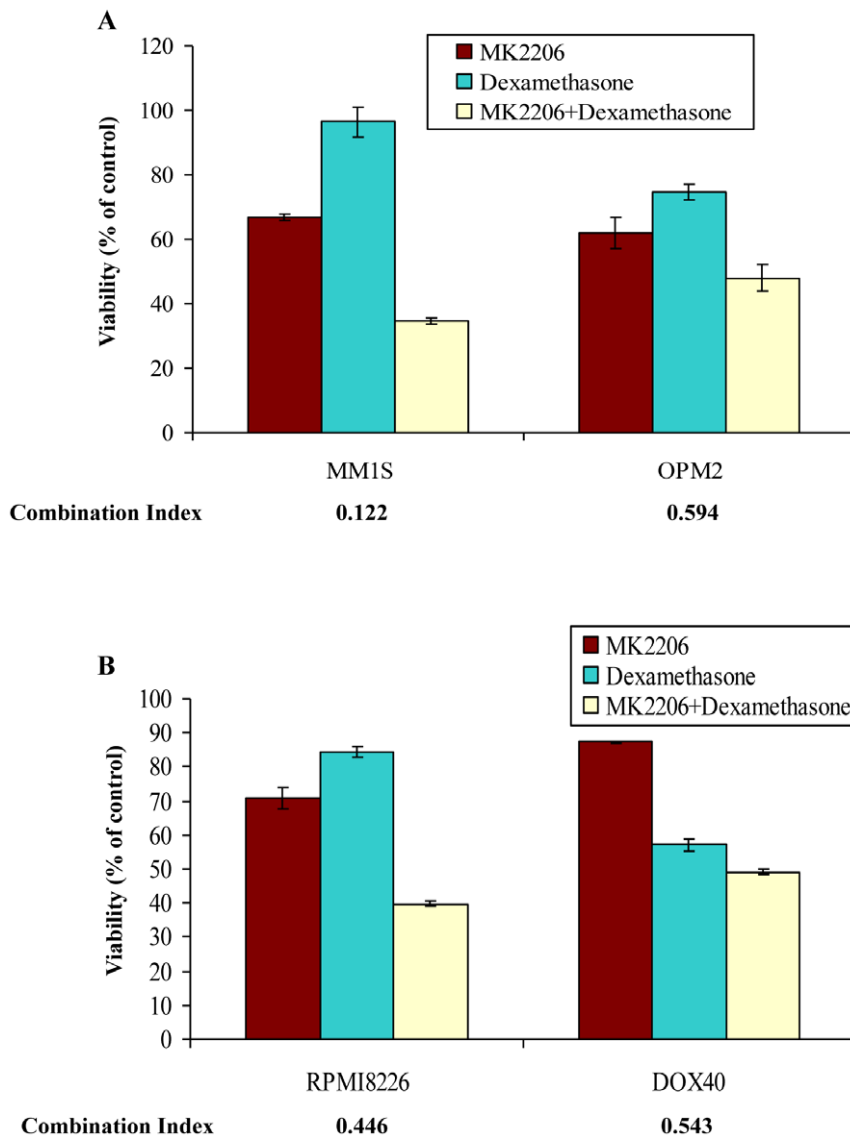 A
120
100
80
60
40
20
0
Viability (% of control)
MK2206
Dexamethasone
MK2206+Dexamethasone
MM1S OPM2
Combination Index 0.122 0.594
B
100
90
80
70
60
50
40
30
20
10
0
Viability (% of control)
MK2206
Dexamethasone
MK2206+Dexamethasone
RPMI8226 DOX40
Combination Index 0.446 0.543